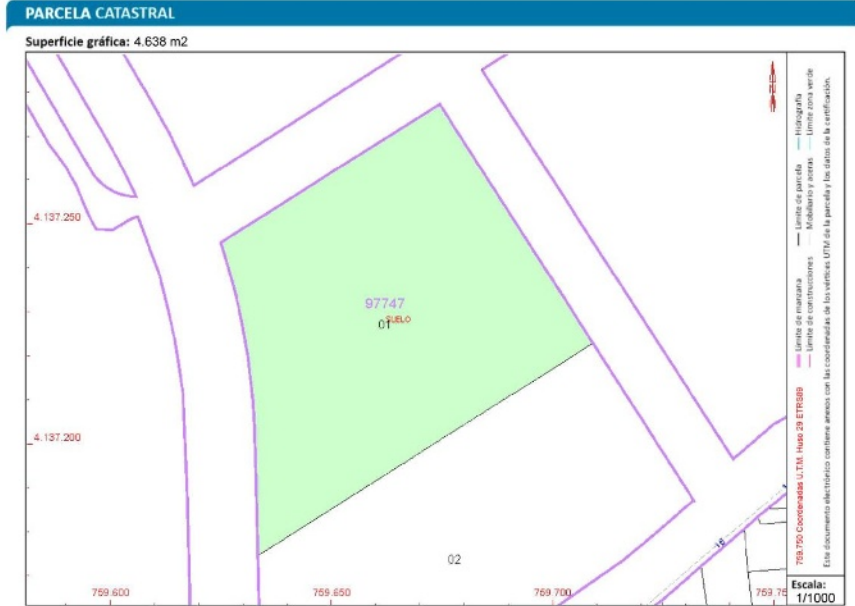 PARCELA CATASTRAL
Superficie gráfica: 4.638 m2
4.137.250
97747
SUELO
01
4.137.200
02
16
759.600
759.650
759.700
759.75
759.750 Coordenadas U.T.M. Huso 29 ETRS89
Límite de manzana
Límite de parcela
Hidrografía
Límite de construcciones
Mobiliario y aceras
Límite zona verde
Este documento electrónico contiene anexos con las coordenadas de los vértices UTM de la parcela y los datos de la certificación.
Escala:
1/1000